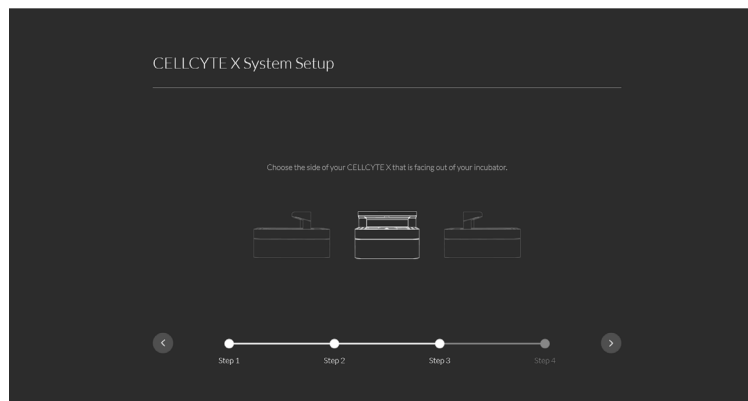 CELLCYTE X System Setup
Choose the side of your CELLCYTE X that is facing out of your incubator.
Step 1 Step 2 Step 3 Step 4